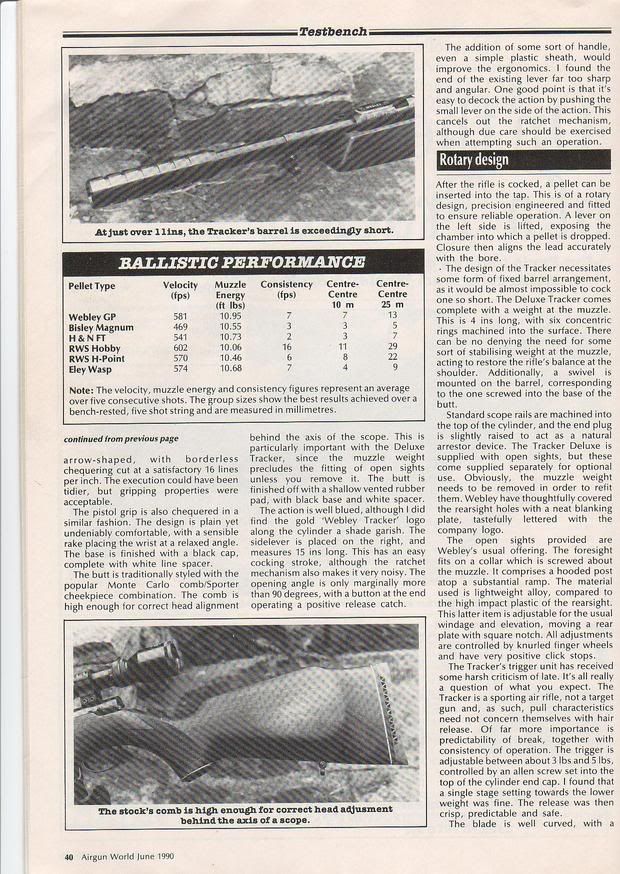 Testbench
At just over 11ins, the Tracker's barrel is exceedingly short.
BALLISTIC PERFORMANCE
Pellet Type Velocity (fps) Muzzle Energy (ft lbs) Consistency (fps) Centre-Centre 10 m Centre-Centre 25 m
Webley GP 581 10.95 7 7 13
Bisley Magnum 469 10.55 3 3 5
H & N FT 541 10.73 2 3 7
RWS Hobby 602 10.06 16 11 29
RWS H-Point 570 10.46 6 8 22
Eley Wasp 574 10.68 7 4 9
Note: The velocity, muzzle energy and consistency figures represent an average
over five consecutive shots. The group sizes show the best results achieved over a
bench-rested, five shot string and are measured in millimetres.
continued from previous page
arrow-shaped, with borderless
chequering cut at a satisfactory 16 lines
per inch. The execution could have been
tidier, but gripping properties were
acceptable.
The pistol grip is also chequered in a
similar fashion. The design is plain yet
undeniably comfortable, with a sensible
rake placing the wrist at a relaxed angle.
The base is finished with a black cap,
complete with white line spacer.
The butt is traditionally styled with the
popular Monte Carlo comb/Sporter
cheekpiece combination. The comb is
high enough for correct head alignment
behind the axis of the scope. This is
particularly important with the Deluxe
Tracker, since the muzzle weight
precludes the fitting of open sights
unless you remove it. The butt is
finished off with a shallow vented rubber
pad, with black base and white spacer.
The action is well blued, although I did
find the gold 'Webley Tracker' logo
along the cylinder a shade garish. The
sidelever is placed on the right, and
measures 15 ins long. This has an easy
cocking stroke, although the ratchet
mechanism also makes it very noisy. The
opening angle is only marginally more
than 90 degrees, with a button at the end
operating a positive release catch.
The stock's comb is high enough for correct head adjusment
behind the axis of a scope.
The addition of some sort of handle,
even a simple plastic sheath, would
improve the ergonomics. I found the
end of the existing lever far too sharp
and angular. One good point is that it's
easy to decock the action by pushing the
small lever on the side of the action. This
cancels out the ratchet mechanism,
although due care should be exercised
when attempting such an operation.
Rotary design
After the rifle is cocked, a pellet can be
inserted into the tap. This is of a rotary
design, precision engineered and fitted
to ensure reliable operation. A lever on
the left side is lifted, exposing the
chamber into which a pellet is dropped.
Closure then aligns the lead accurately
with the bore.
The design of the Tracker necessitates
some form of fixed barrel arrangement,
as it would be almost impossible to cock
one so short. The Deluxe Tracker comes
complete with a weight at the muzzle.
This is 4 ins long, with six concentric
rings machined into the surface. There
can be no denying the need for some
sort of stabilising weight at the muzzle,
acting to restore the rifle's balance at the
shoulder. Additionally, a swivel is
mounted on the barrel, corresponding
to the one screwed into the base of the
butt.
Standard scope rails are machined into
the top of the cylinder, and the end plug
is slightly raised to act as a natural
arrestor device. The Tracker Deluxe is
supplied with open sights, but these
come supplied separately for optional
use. Obviously, the muzzle weight
needs to be removed in order to refit
them. Webley have thoughtfully covered
the rearsight holes with a neat blanking
plate, tastefully lettered with the
company logo.
The open sights provided are
Webley's usual offering. The foresight
fits on a collar which is screwed about
the muzzle. It comprises a hooded post
atop a substantial ramp. The material
used is lightweight alloy, compared to
the high impact plastic of the rearsight.
This latter item is adjustable for the usual
windage and elevation, moving a rear
plate with square notch. All adjustments
are controlled by knurled finger wheels
and have very positive click stops.
The Tracker's trigger unit has received
some harsh criticism of late. It's all really
a question of what you expect. The
Tracker is a sporting air rifle, not a target
gun and, as such, pull characteristics
need not concern themselves with hair
release. Of far more importance is
predictability of break, together with
consistency of operation. The trigger is
adjustable between about 3 lbs and 5 lbs,
controlled by an allen screw set into the
top of the cylinder end cap. I found that
a single stage setting towards the lower
weight was fine. The release was then
crisp, predictable and safe.
The blade is well curved, with a
40 Airgun World June 1990